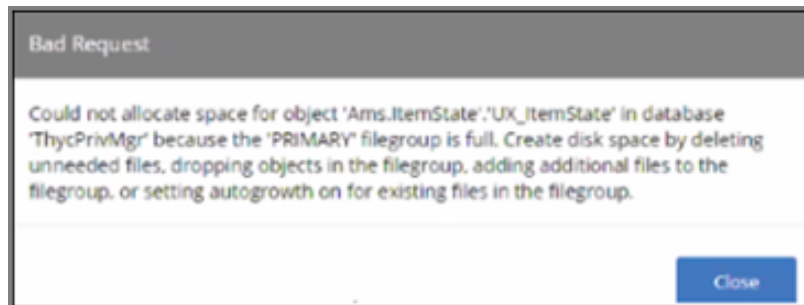 Bad Request
Could not allocate space for object 'Ams.ItemState'.'UX_ItemState' in database
'ThycPrivMgr' because the 'PRIMARY' filegroup is full. Create disk space by deleting
unneeded files, dropping objects in the filegroup, adding additional files to the
filegroup, or setting autogrowth on for existing files in the filegroup.
Close